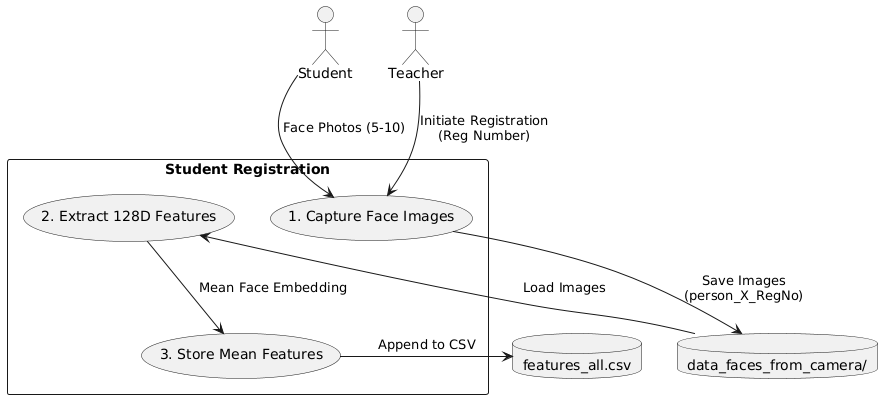 Student
Teacher
Face Photos (5-10)
Initiate Registration
(Reg Number)
Student Registration
2. Extract 128D Features
1. Capture Face Images
Mean Face Embedding
Load Images
Save Images
(person_X_RegNo)
3. Store Mean Features
Append to CSV
features_all.csv
data_faces_from_camera/